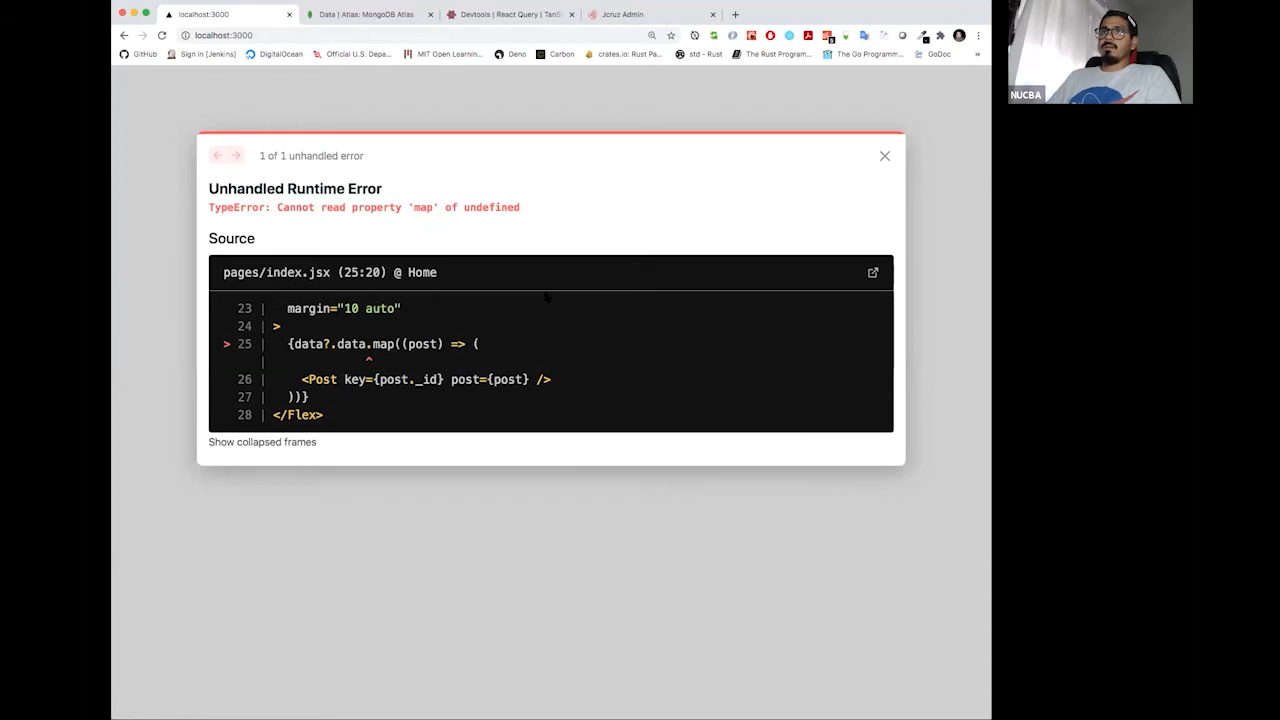 localhost:3000
Data | Atlas: MongoDB Atlas
Devtools | React Query | TanS
Jcruz Admin
localhost:3000
GitHub
Sign in [Jenkins]
DigitalOcean
Official U.S. Depa...
MIT Open Learnin...
Deno
Carbon
crates.io: Rust Pa...
std - Rust
The Rust Program...
The Go Programm...
GoDoc
»
NUCBA
1 of 1 unhandled error
Unhandled Runtime Error
TypeError: Cannot read property 'map' of undefined
Source
pages/index.jsx (25:20) @ Home
23 | margin="10 auto"
24 | >
> 25 | {data?.data.map((post) => (
| ^
26 | <Post key={post._id} post={post} />
27 | ))}
28 | </Flex>
Show collapsed frames